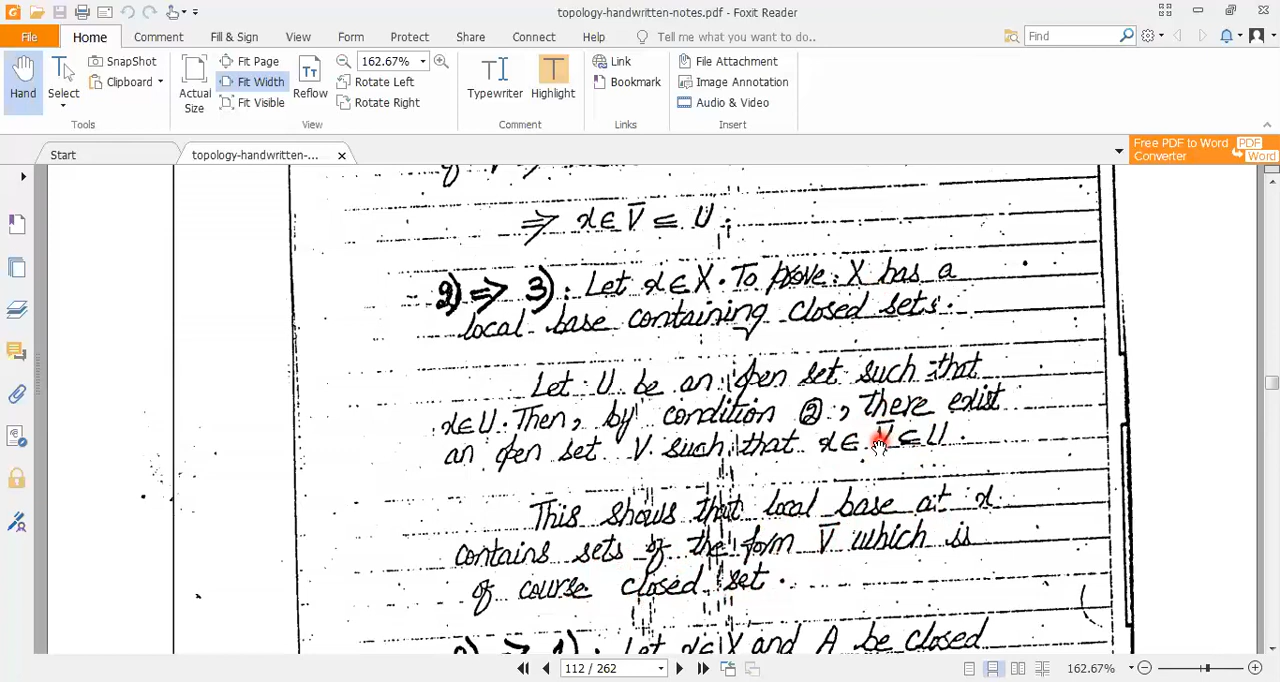 topology-handwritten-notes.pdf - Foxit Reader
File Home Comment Fill & Sign View Form Protect Share Connect Help Tell me what you want to do.. Find
Hand
Select
SnapShot
Clipboard
Actual Size
Fit Page
Fit Width
Fit Visible
Reflow
162.67%
Rotate Left
Rotate Right
Typewriter
Highlight
Link
Bookmark
File Attachment
Image Annotation
Audio & Video
Tools View Comment Links Insert
Start topology-handwritten-... Free PDF to Word Converter PDF Word
⇒ x ∈ V̅ ⊆ U .
2) ⇒ 3) : Let x ∈ X . To prove : X has a
local base containing closed sets .
Let U be an open set such that
x ∈ U . Then , by condition ② , there exist
an open set V such that x ∈ V̅ ⊆ U .
This shows that local base at x
contains sets of the form V̅ which is
of course closed set .
Let x ∈ X and A be closed
112 / 262 162.67%